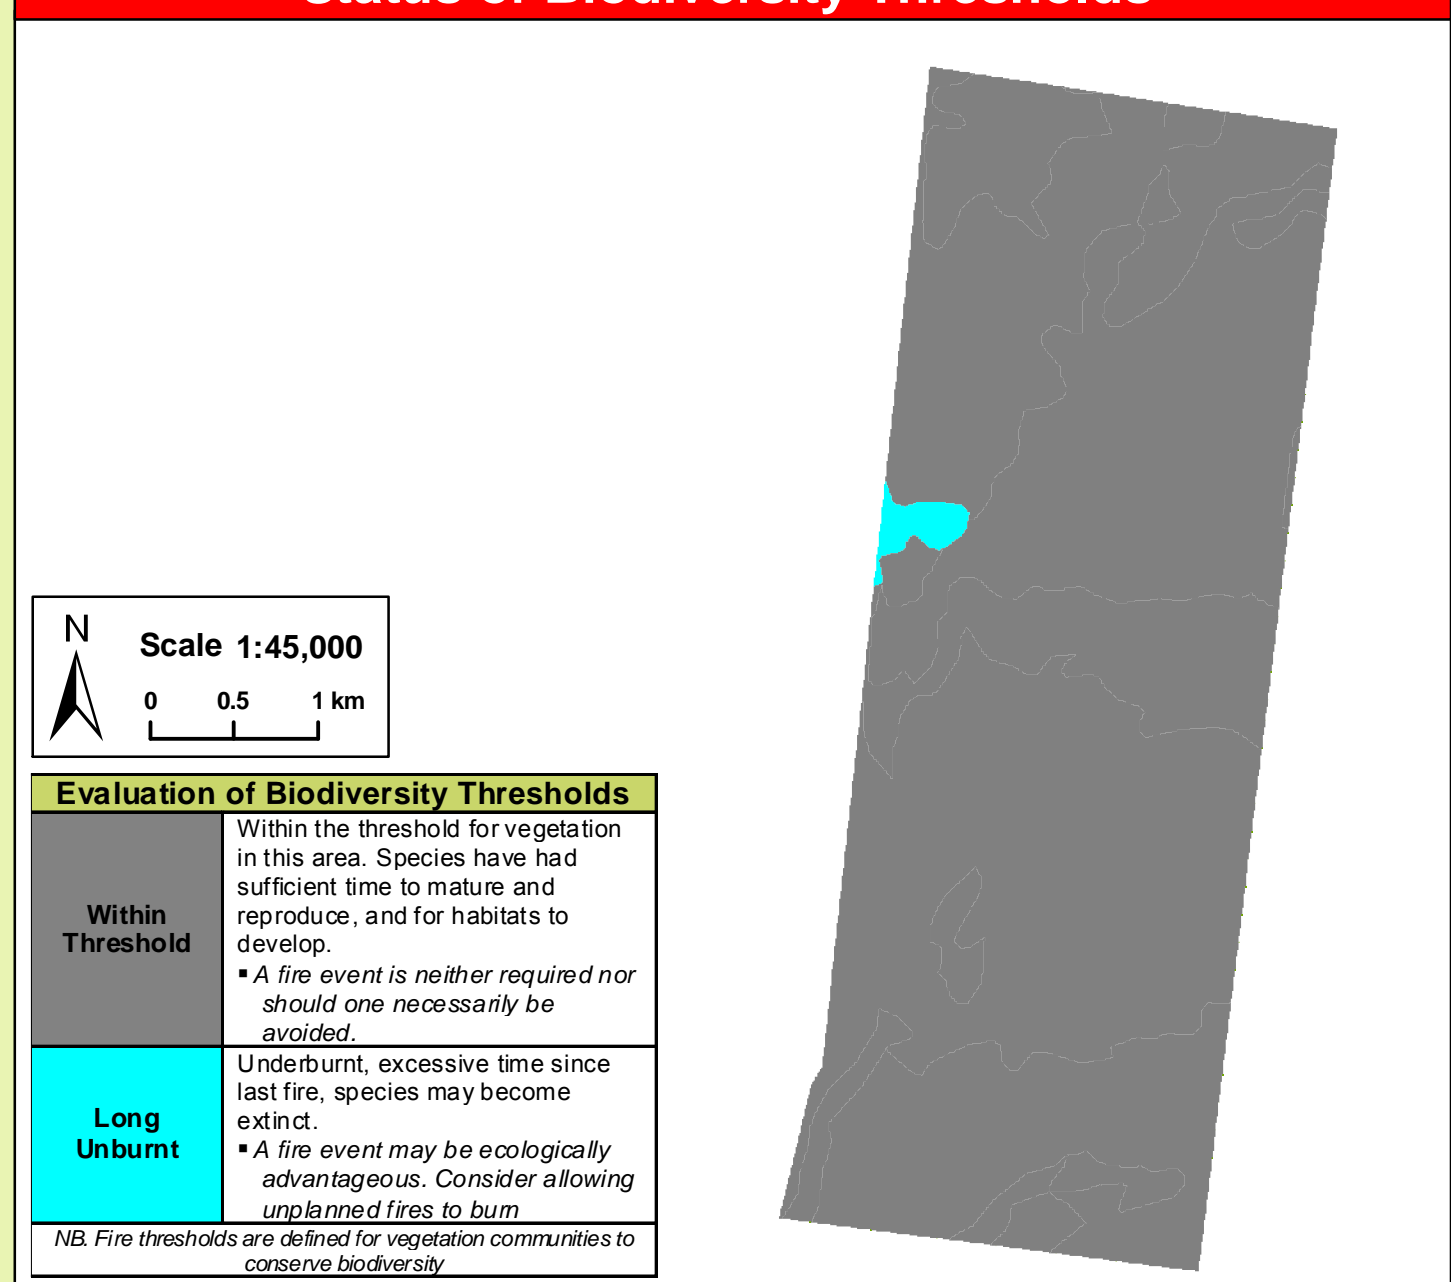 Status of Biodiversity Thresholds
N
Scale 1:45,000
0 0.5 1 km
Evaluation of Biodiversity Thresholds
Within
Threshold
Within the threshold for vegetation
in this area. Species have had
sufficient time to mature and
reproduce, and for habitats to
develop.
▪ A fire event is neither required nor
should one necessarily be
avoided.
Long
Unburnt
Underburnt, excessive time since
last fire, species may become
extinct.
▪ A fire event may be ecologically
advantageous. Consider allowing
unplanned fires to burn
NB. Fire thresholds are defined for vegetation communities to
conserve biodiversity